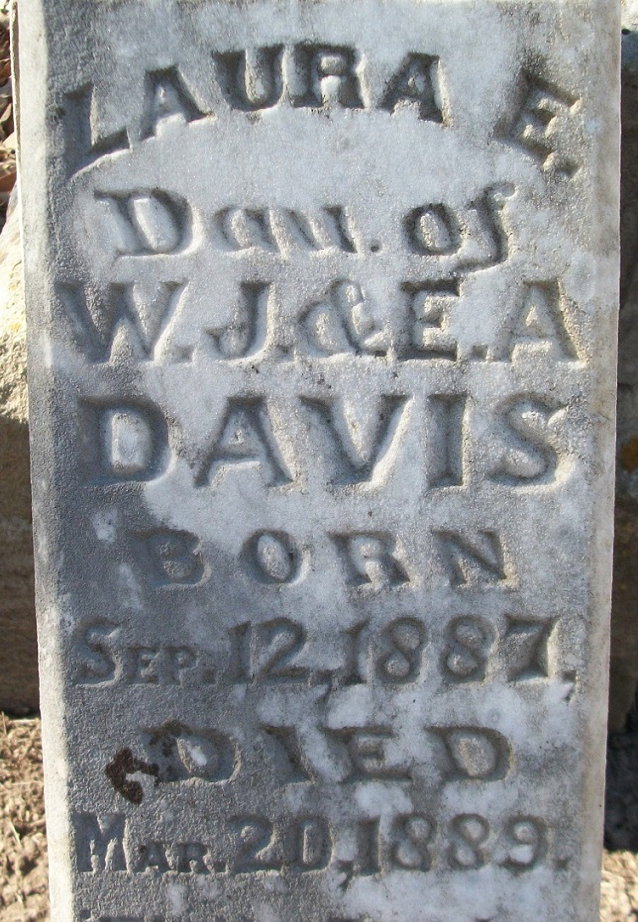 LAURA E
Dau. of
W.J.&E.A
DAVIS
BORN
SEP. 12, 1887,
DIED
MAR. 20, 1889.